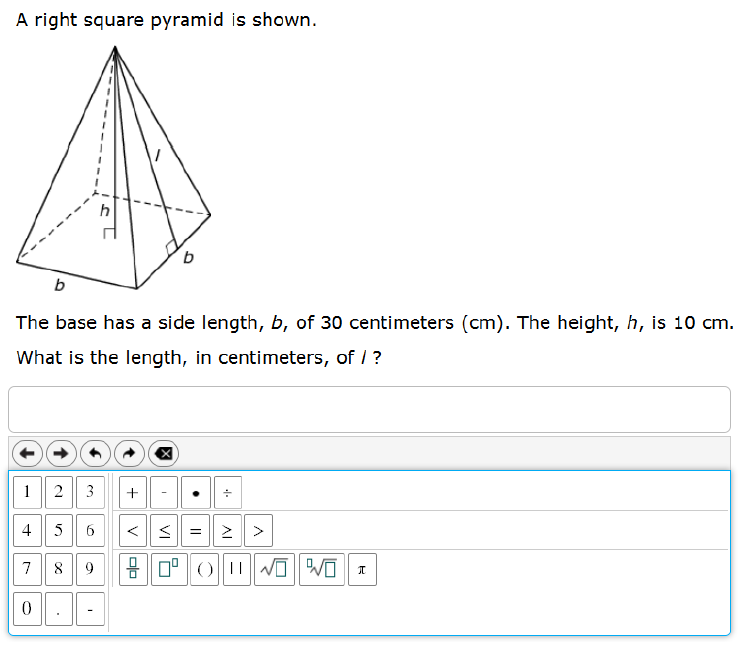 A right square pyramid is shown.
l
h
b
b
The base has a side length, b, of 30 centimeters (cm). The height, h, is 10 cm.
What is the length, in centimeters, of l ?
1 2 3 + - • ÷
4 5 6 < ≤ = ≥ >
7 8 9 ( ) | | √ √ π
0 . -